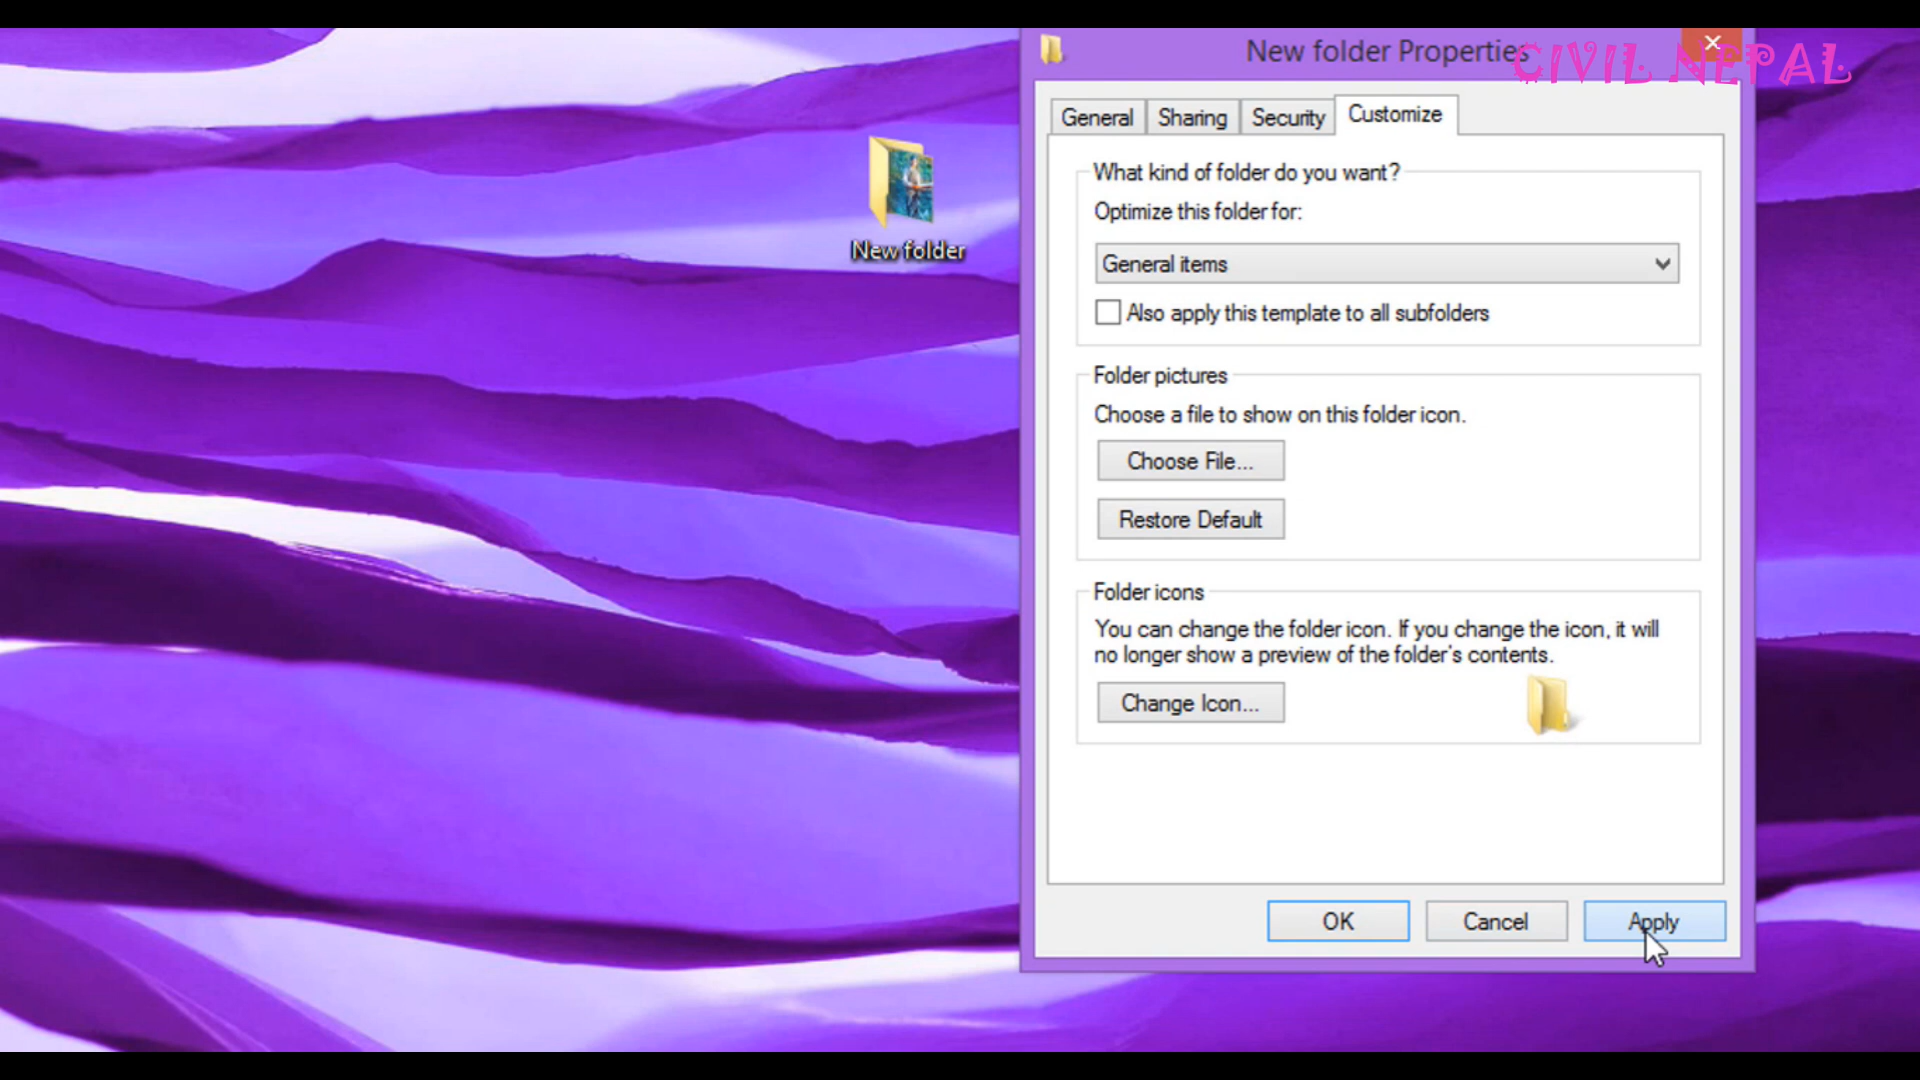 New folder Properties
CIVIL NEPAL
General
Sharing
Security
Customize
What kind of folder do you want?
Optimize this folder for:
General items
Also apply this template to all subfolders
New folder
Folder pictures
Choose a file to show on this folder icon.
Choose File...
Restore Default
Folder icons
You can change the folder icon. If you change the icon, it will
no longer show a preview of the folder's contents.
Change Icon...
OK
Cancel
Apply